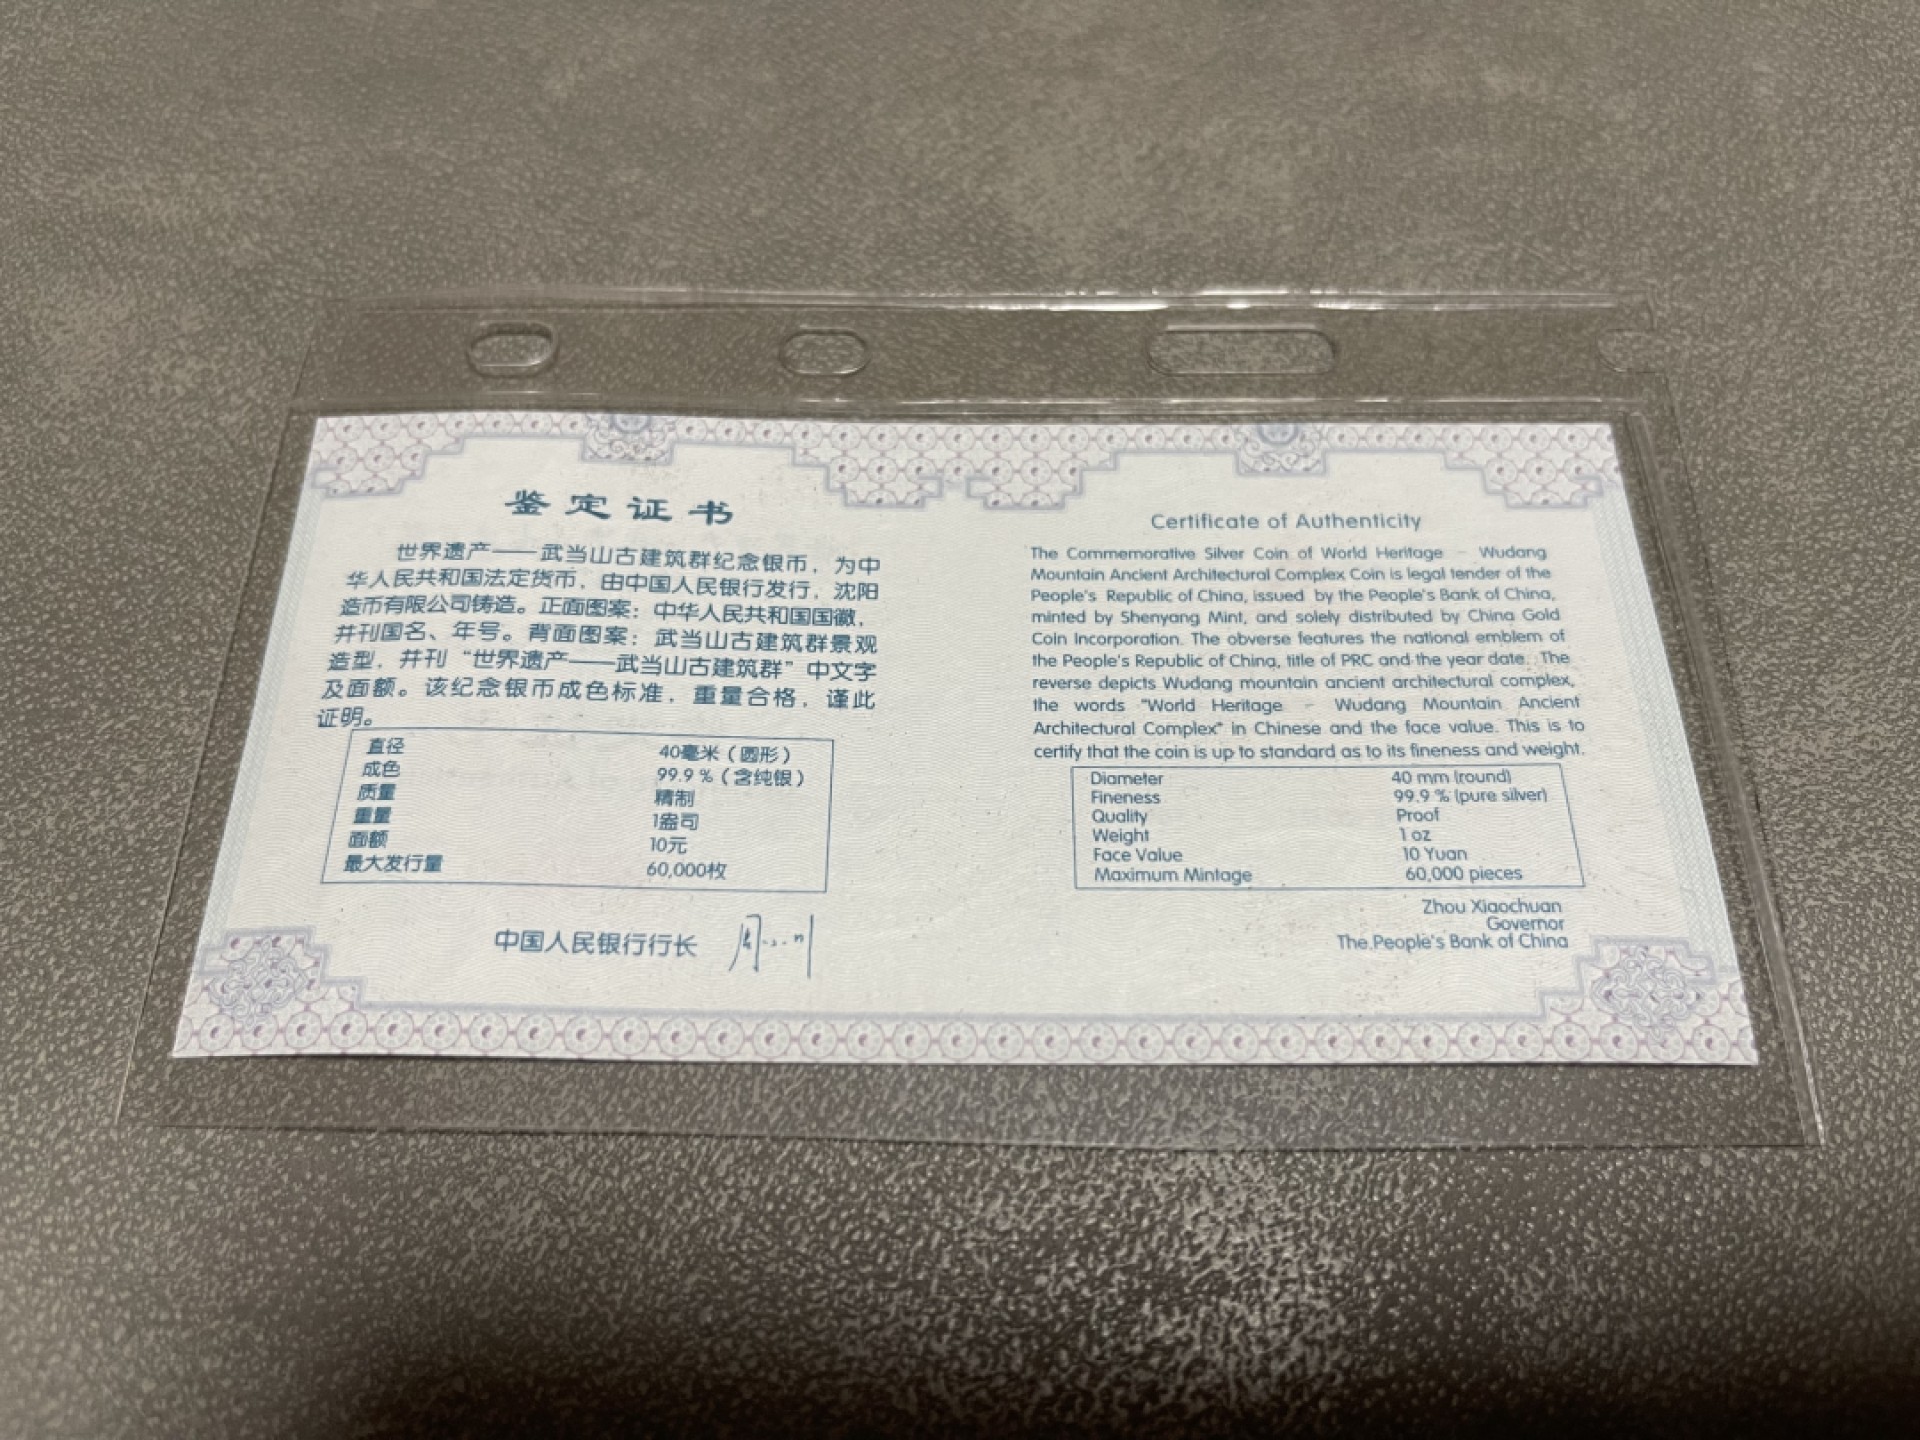 鉴定证书
世界遗产——武当山古建筑群纪念银币，为中
华人民共和国法定货币，由中国人民银行发行，沈阳
造币有限公司铸造。正面图案：中华人民共和国国徽，
并刊国名、年号。背面图案：武当山古建筑群景观
造型，并刊“世界遗产——武当山古建筑群”中文字
及面额。该纪念银币成色标准，重量合格，谨此
证明。
直径 40毫米（圆形）
成色 99.9％（含纯银）
质量 精制
重量 1盎司
面额 10元
最大发行量 60,000枚
中国人民银行行长 周小川
Certificate of Authenticity
The Commemorative Silver Coin of World Heritage – Wudang
Mountain Ancient Architectural Complex Coin is legal tender of the
People's Republic of China, issued by the People's Bank of China,
minted by Shenyang Mint, and solely distributed by China Gold
Coin Incorporation. The obverse features the national emblem of
the People's Republic of China, title of PRC and the year date. The
reverse depicts Wudang mountain ancient architectural complex,
the words "World Heritage – Wudang Mountain Ancient
Architectural Complex" in Chinese and the face value. This is to
certify that the coin is up to standard as to its fineness and weight.
Diameter 40 mm (round)
Fineness 99.9 % (pure silver)
Quality Proof
Weight 1 oz
Face Value 10 Yuan
Maximum Mintage 60,000 pieces
Zhou Xiaochuan
Governor
The People's Bank of China